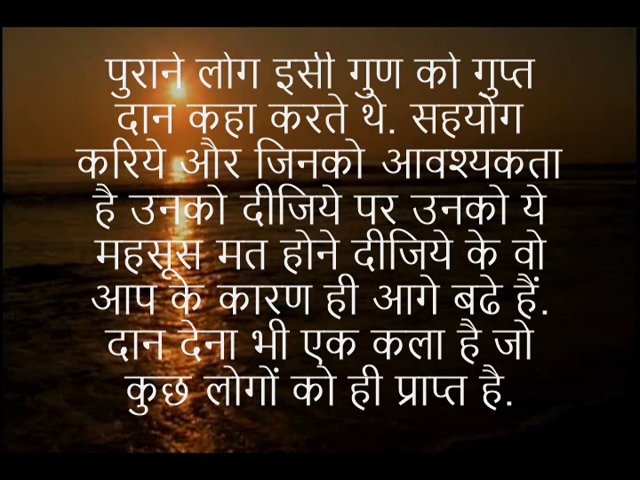 पुराने लोग इसी गुण को गुप्त
दान कहा करते थे. सहयोग
करिये और जिनको आवश्यकता
है उनको दीजिये पर उनको ये
महसूस मत होने दीजिये के वो
आप के कारण ही आगे बढे हैं.
दान देना भी एक कला है जो
कुछ लोगों को ही प्राप्त है.